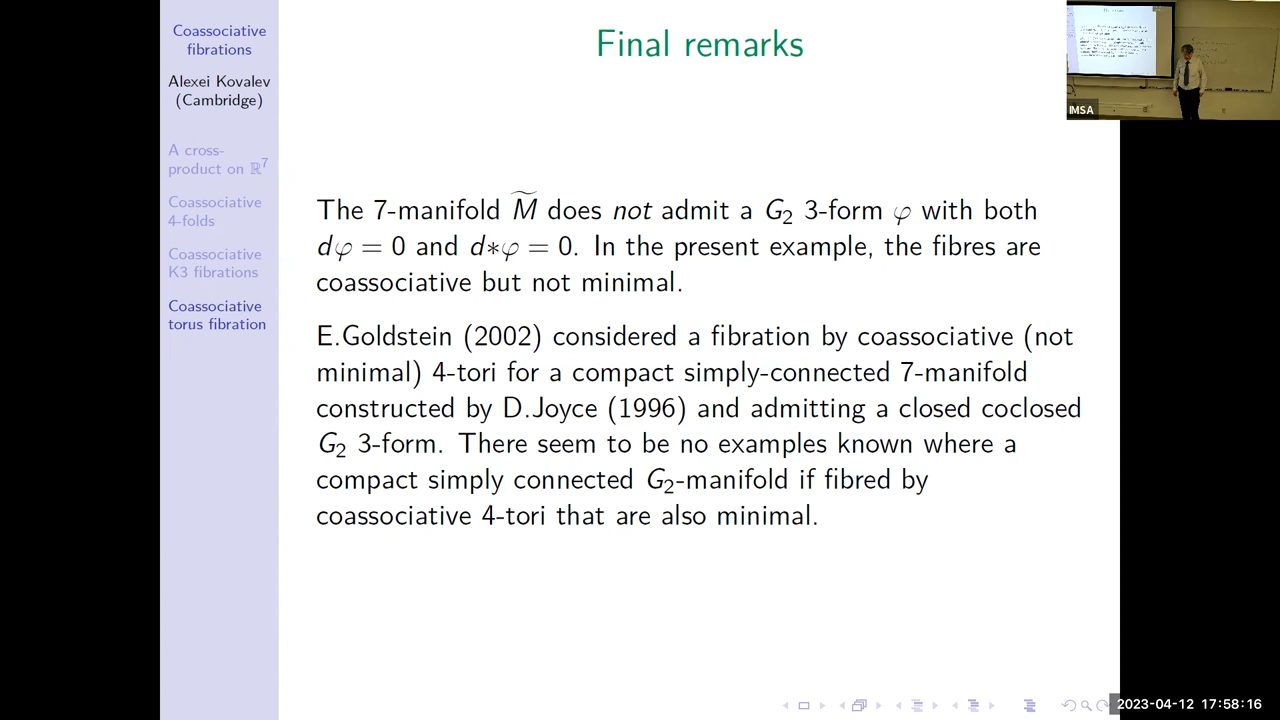 Coassociative
fibrations
Alexei Kovalev
(Cambridge)
A cross-
product on ℝ⁷
Coassociative
4-folds
Coassociative
K3 fibrations
Coassociative
torus fibration
Final remarks
The 7-manifold M̃ does not admit a G₂ 3-form φ with both
dφ = 0 and d∗φ = 0. In the present example, the fibres are
coassociative but not minimal.
E.Goldstein (2002) considered a fibration by coassociative (not
minimal) 4-tori for a compact simply-connected 7-manifold
constructed by D.Joyce (1996) and admitting a closed coclosed
G₂ 3-form. There seem to be no examples known where a
compact simply connected G₂-manifold if fibred by
coassociative 4-tori that are also minimal.
IMSA
2023-04-12 17:58:16